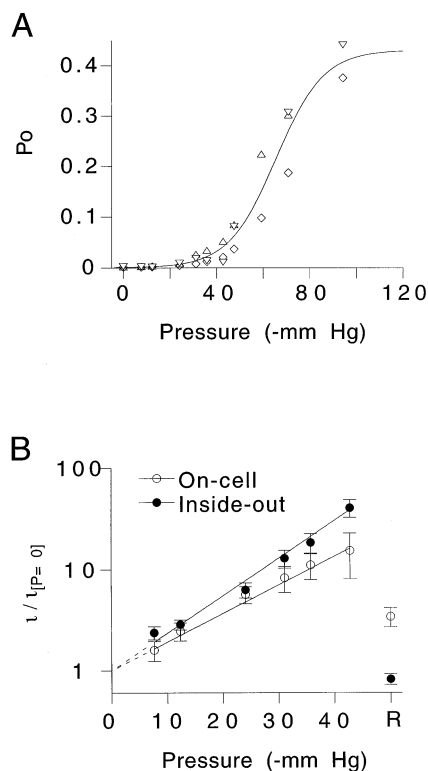 A
0.4
0.3
0.2
0.1
0
Po
0 40 80 120
Pressure (-mm Hg)
B
100
10
1
ι / ι[P= 0]
On-cell
Inside-out
0 10 20 30 40 R
Pressure (-mm Hg)